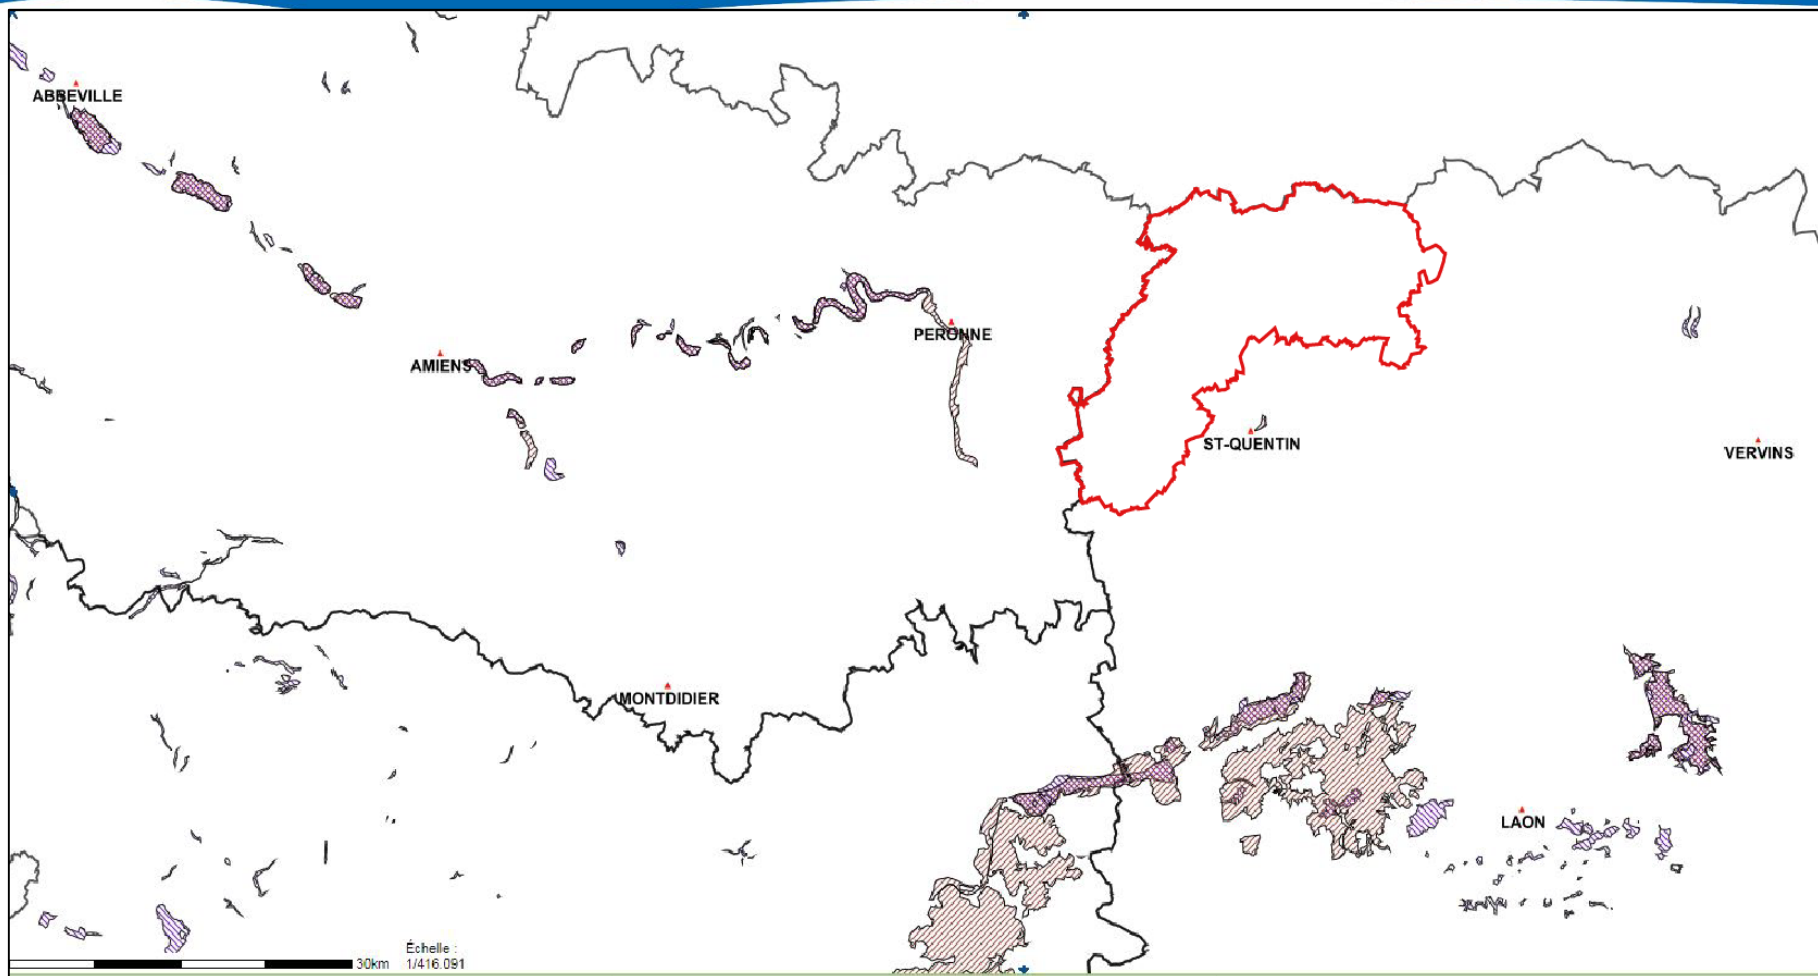 ABBEVILLE
PERONNE
AMIENS
ST-QUENTIN
VERVINS
MONTDIDIER
LAON
Échelle :
30km 1/416.091